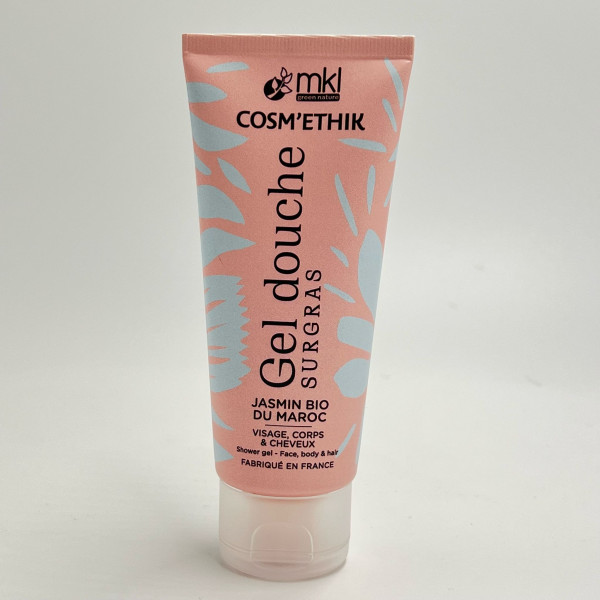 mkl
green nature
COSM'ETHIK
Gel douche
SURGRAS
JASMIN BIO
DU MAROC
VISAGE, CORPS
& CHEVEUX
Shower gel - Face, body & hair
FABRIQUÉ EN FRANCE